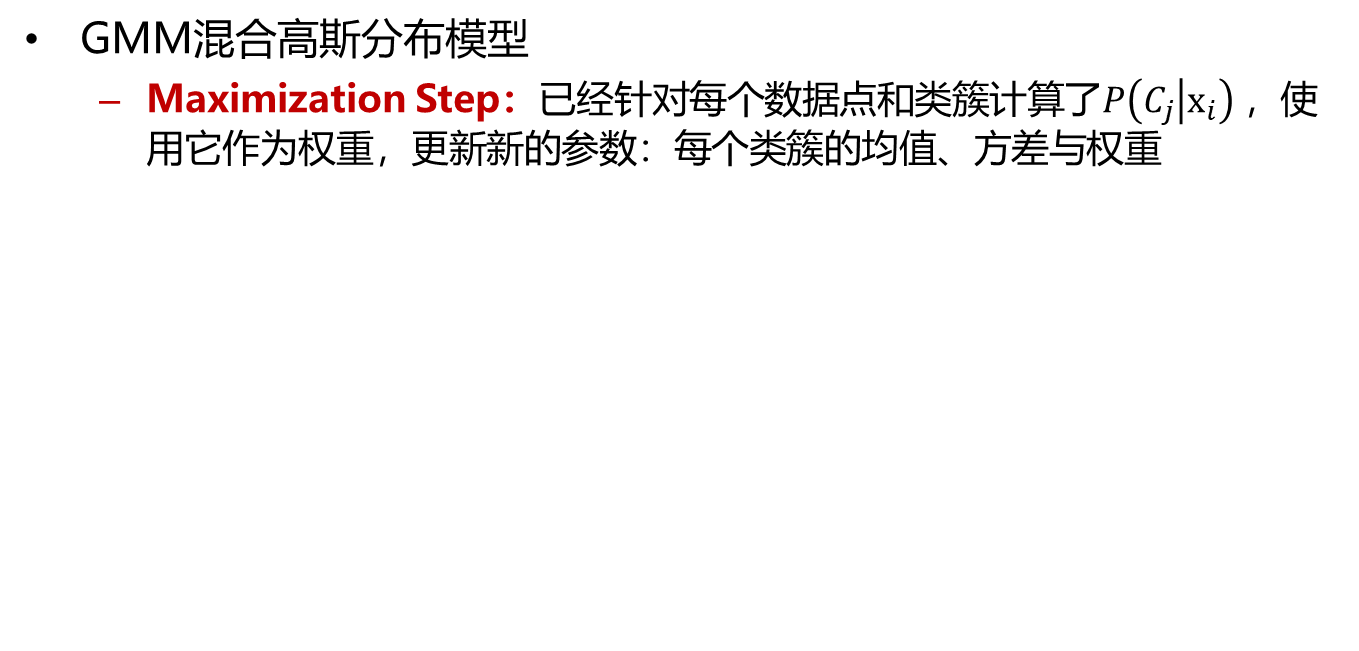 • GMM混合高斯分布模型
– Maximization Step：已经针对每个数据点和类簇计算了P(C_j|x_i)，使
用它作为权重，更新新的参数：每个类簇的均值、方差与权重